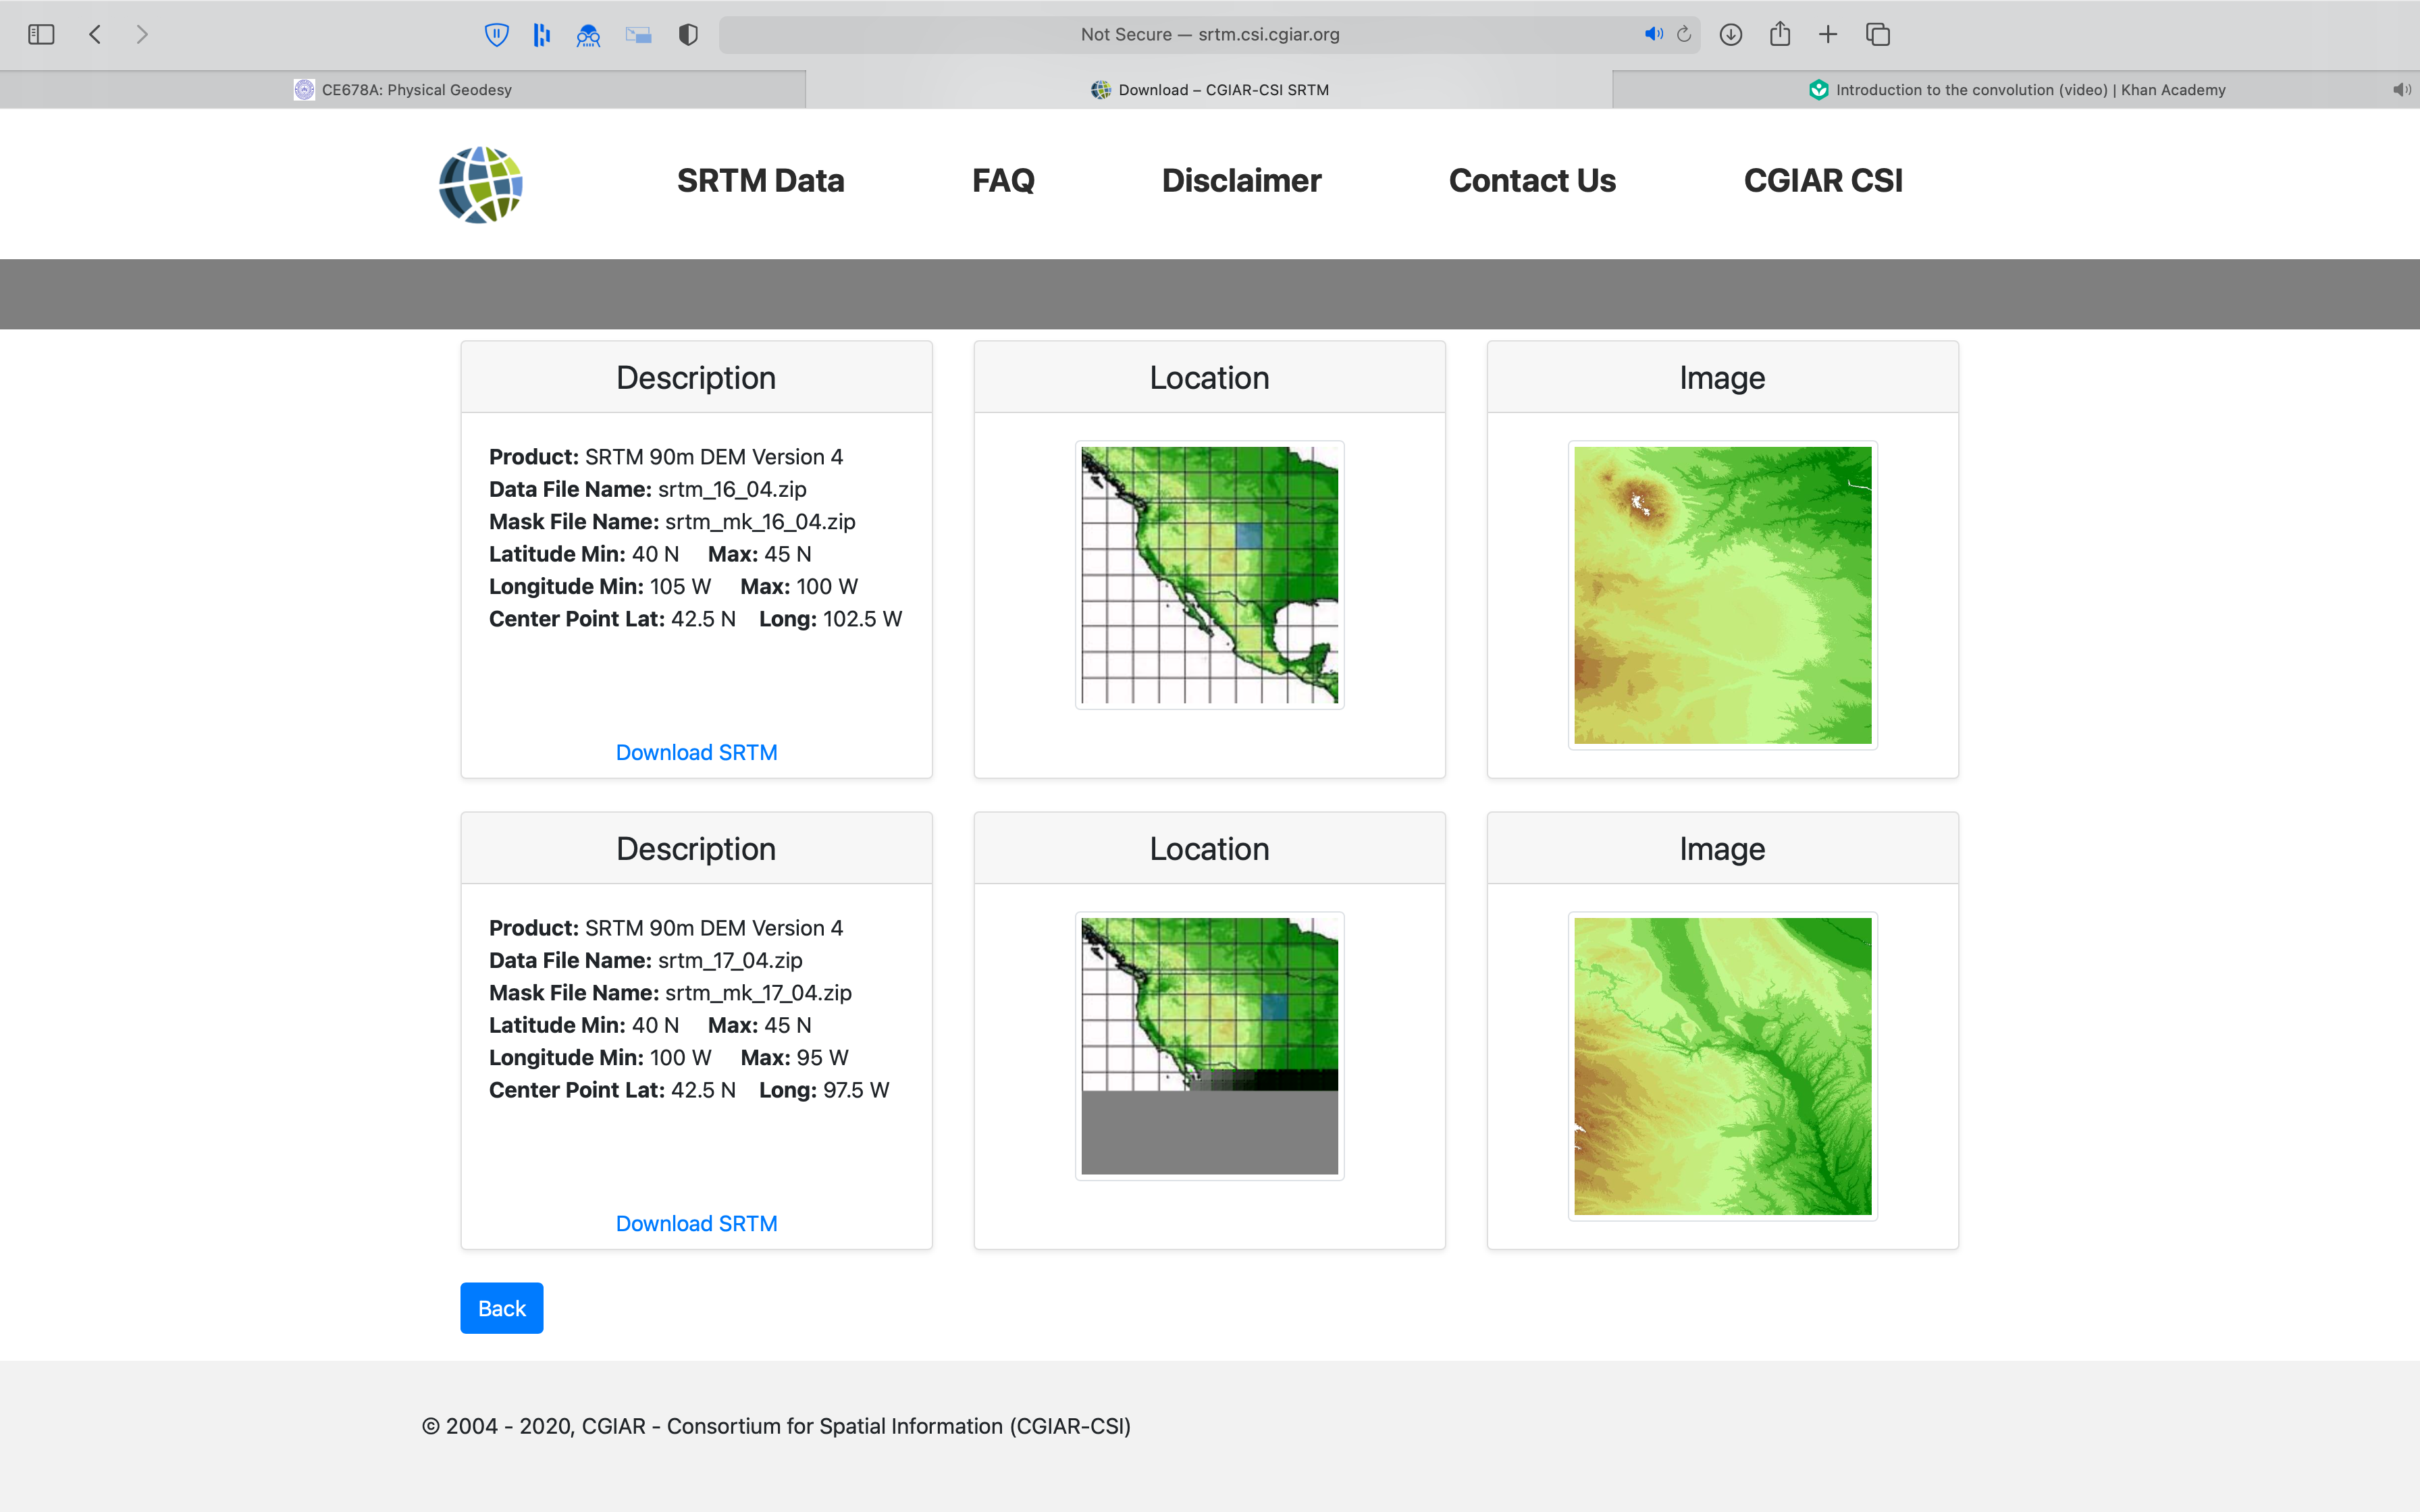 Not Secure — srtm.csi.cgiar.org
CE678A: Physical Geodesy
Download – CGIAR-CSI SRTM
Introduction to the convolution (video) | Khan Academy
SRTM Data
FAQ
Disclaimer
Contact Us
CGIAR CSI
Description
Product: SRTM 90m DEM Version 4
Data File Name: srtm_16_04.zip
Mask File Name: srtm_mk_16_04.zip
Latitude Min: 40 N Max: 45 N
Longitude Min: 105 W Max: 100 W
Center Point Lat: 42.5 N Long: 102.5 W
Download SRTM
Location
Image
Description
Product: SRTM 90m DEM Version 4
Data File Name: srtm_17_04.zip
Mask File Name: srtm_mk_17_04.zip
Latitude Min: 40 N Max: 45 N
Longitude Min: 100 W Max: 95 W
Center Point Lat: 42.5 N Long: 97.5 W
Download SRTM
Location
Image
Back
© 2004 - 2020, CGIAR - Consortium for Spatial Information (CGIAR-CSI)